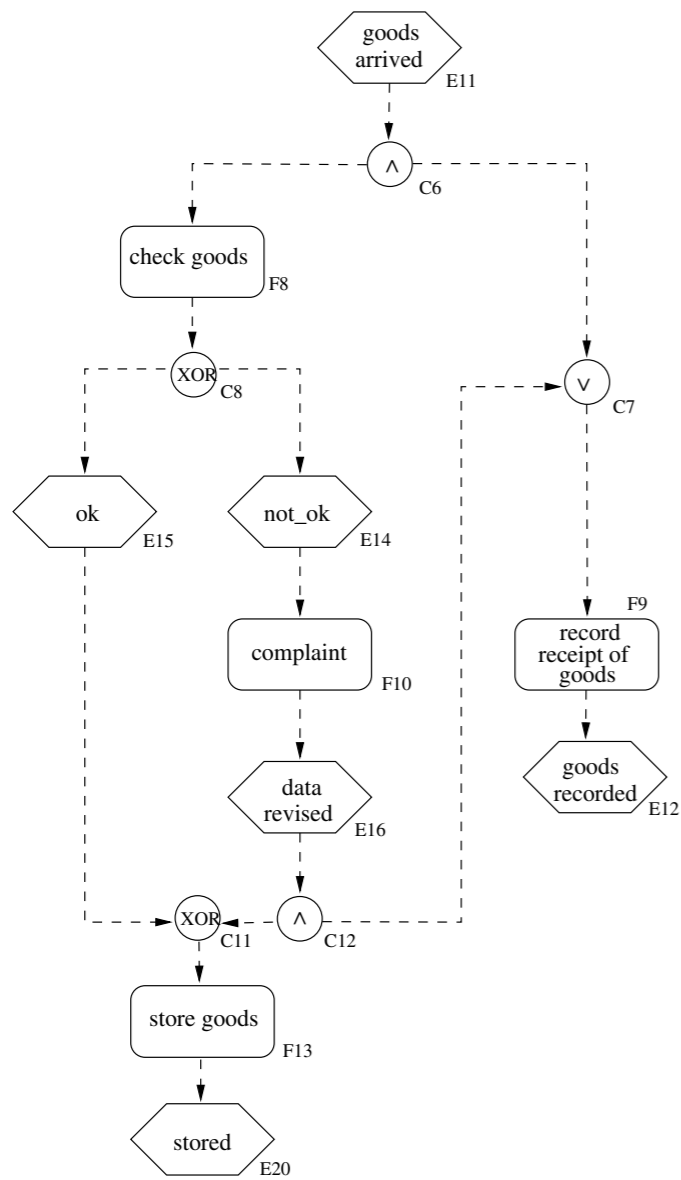 goods
arrived
E11
∧
C6
check goods
F8
XOR
C8
∨
C7
ok
E15
not_ok
E14
F9
record
receipt of
goods
complaint
F10
goods
recorded
E12
data
revised
E16
XOR
C11
∧
C12
store goods
F13
stored
E20